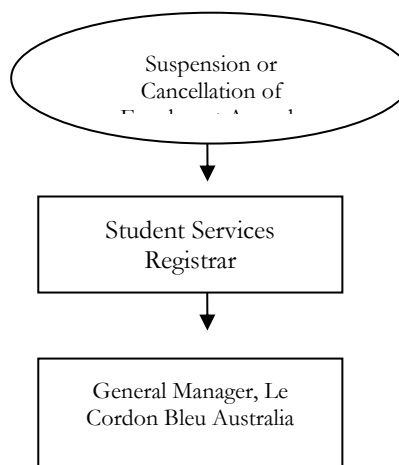 Suspension or
Cancellation of
Student Services
Registrar
General Manager, Le
Cordon Bleu Australia